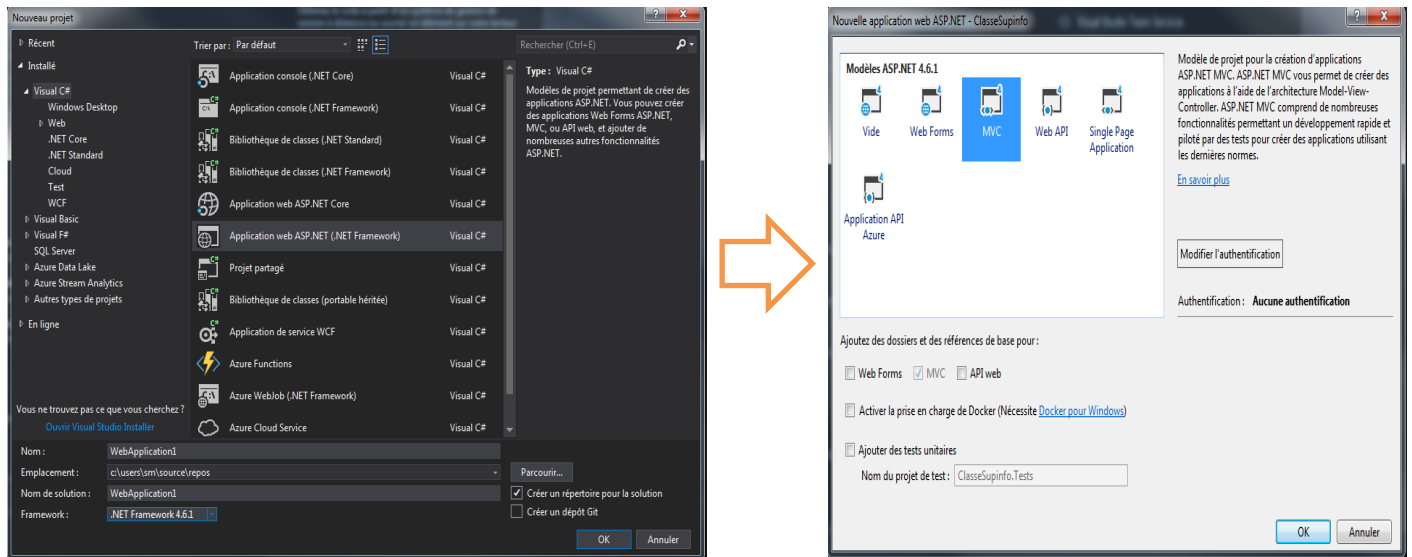 Nouveau projet
Récent
Installé
Visual C#
Windows Desktop
Web
.NET Core
.NET Standard
Cloud
Test
WCF
Visual Basic
Visual F#
SQL Server
Azure Data Lake
Azure Stream Analytics
Autres types de projets
En ligne
Vous ne trouvez pas ce que vous cherchez ?
Ouvrir Visual Studio Installer
Trier par : Par défaut
Rechercher (Ctrl+E)
Application console (.NET Core) Visual C#
Application console (.NET Framework) Visual C#
Bibliothèque de classes (.NET Standard) Visual C#
Bibliothèque de classes (.NET Framework) Visual C#
Application web ASP.NET Core Visual C#
Application web ASP.NET (.NET Framework) Visual C#
Projet partagé Visual C#
Bibliothèque de classes (portable héritée) Visual C#
Application de service WCF Visual C#
Azure Functions Visual C#
Azure WebJob (.NET Framework) Visual C#
Azure Cloud Service Visual C#
Type : Visual C#
Modèles de projet permettant de créer des
applications ASP.NET. Vous pouvez créer
des applications Web Forms ASP.NET,
MVC, ou API web, et ajouter de
nombreuses autres fonctionnalités
ASP.NET.
Nom : WebApplication1
Emplacement : c:\users\sm\source\repos Parcourir...
Nom de solution : WebApplication1 Créer un répertoire pour la solution
Framework : .NET Framework 4.6.1 Créer un dépôt Git
OK Annuler
Nouvelle application web ASP.NET - ClasseSupinfo
Modèles ASP.NET 4.6.1
Vide Web Forms MVC Web API Single Page
Application
Application API
Azure
Modèle de projet pour la création d'applications
ASP.NET MVC. ASP.NET MVC vous permet de créer des
applications à l'aide de l'architecture Model-View-
Controller. ASP.NET MVC comprend de nombreuses
fonctionnalités permettant un développement rapide et
piloté par des tests pour créer des applications utilisant
les dernières normes.
En savoir plus
Modifier l'authentification
Authentification : Aucune authentification
Ajoutez des dossiers et des références de base pour :
Web Forms MVC API web
Activer la prise en charge de Docker (Nécessite Docker pour Windows)
Ajouter des tests unitaires
Nom du projet de test : ClasseSupinfo.Tests
OK Annuler